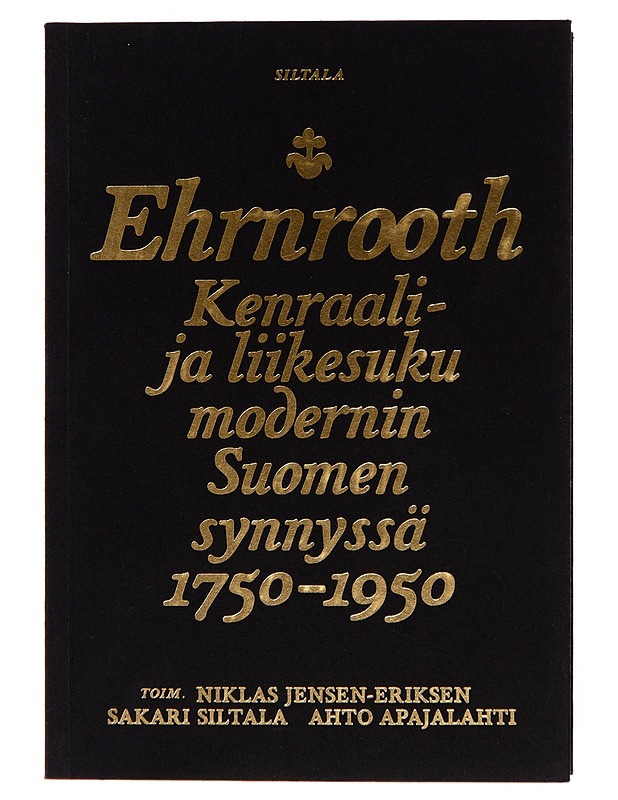 SILTALA
Ehrnrooth
Kenraali-
ja liikesuku
modernin
Suomen
synnyssä
1750–1950
TOIM. NIKLAS JENSEN-ERIKSEN
SAKARI SILTALA AHTO APAJALAHTI